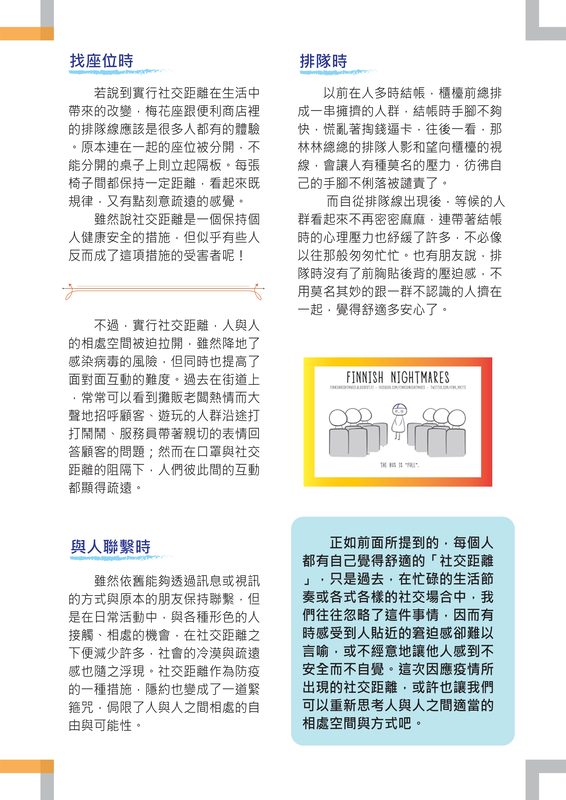 找座位時
若說到實行社交距離在生活中
帶來的改變，梅花座跟便利商店裡
的排隊線應該是很多人都有的體驗
。原本連在一起的座位被分開，不
能分開的桌子上則立起隔板。每張
椅子間都保持一定距離，看起來既
規律，又有點刻意疏遠的感覺。
雖然說社交距離是一個保持個
人健康安全的措施，但似乎有些人
反而成了這項措施的受害者呢！
不過，實行社交距離，人與人
的相處空間被迫拉開，雖然降地了
感染病毒的風險，但同時也提高了
面對面互動的難度。過去在街道上
，常常可以看到攤販老闆熱情而大
聲地招呼顧客、遊玩的人群沿途打
打鬧鬧、服務員帶著親切的表情回
答顧客的問題；然而在口罩與社交
距離的阻隔下，人們彼此間的互動
都顯得疏遠。
與人聯繫時
雖然依舊能夠透過訊息或視訊
的方式與原本的朋友保持聯繫，但
是在日常活動中，與各種形色的人
接觸、相處的機會，在社交距離之
下便減少許多，社會的冷漠與疏遠
感也隨之浮現。社交距離作為防疫
的一種措施，隱約也變成了一道緊
箍咒，侷限了人與人之間相處的自
由與可能性。
排隊時
以前在人多時結帳，櫃檯前總排
成一串擁擠的人群，結帳時手腳不夠
快，慌亂著掏錢逼卡，往後一看，那
林林總總的排隊人影和望向櫃檯的視
線，會讓人有種莫名的壓力，彷彿自
己的手腳不俐落被譴責了。
而自從排隊線出現後，等候的人
群看起來不再密密麻麻，連帶著結帳
時的心理壓力也紓緩了許多，不必像
以往那般匆匆忙忙。也有朋友說，排
隊時沒有了前胸貼後背的壓迫感，不
用莫名其妙的跟一群不認識的人擠在
一起，覺得舒適多安心了。
FINNISH NIGHTMARES
THE BUS IS "FULL".
正如前面所提到的，每個人
都有自己覺得舒適的「社交距離
」，只是過去，在忙碌的生活節
奏或各式各樣的社交場合中，我
們往往忽略了這件事情，因而有
時感受到人貼近的窘迫感卻難以
言喻，或不經意地讓他人感到不
安全而不自覺。這次因應疫情所
出現的社交距離，或許也讓我們
可以重新思考人與人之間適當的
相處空間與方式吧。